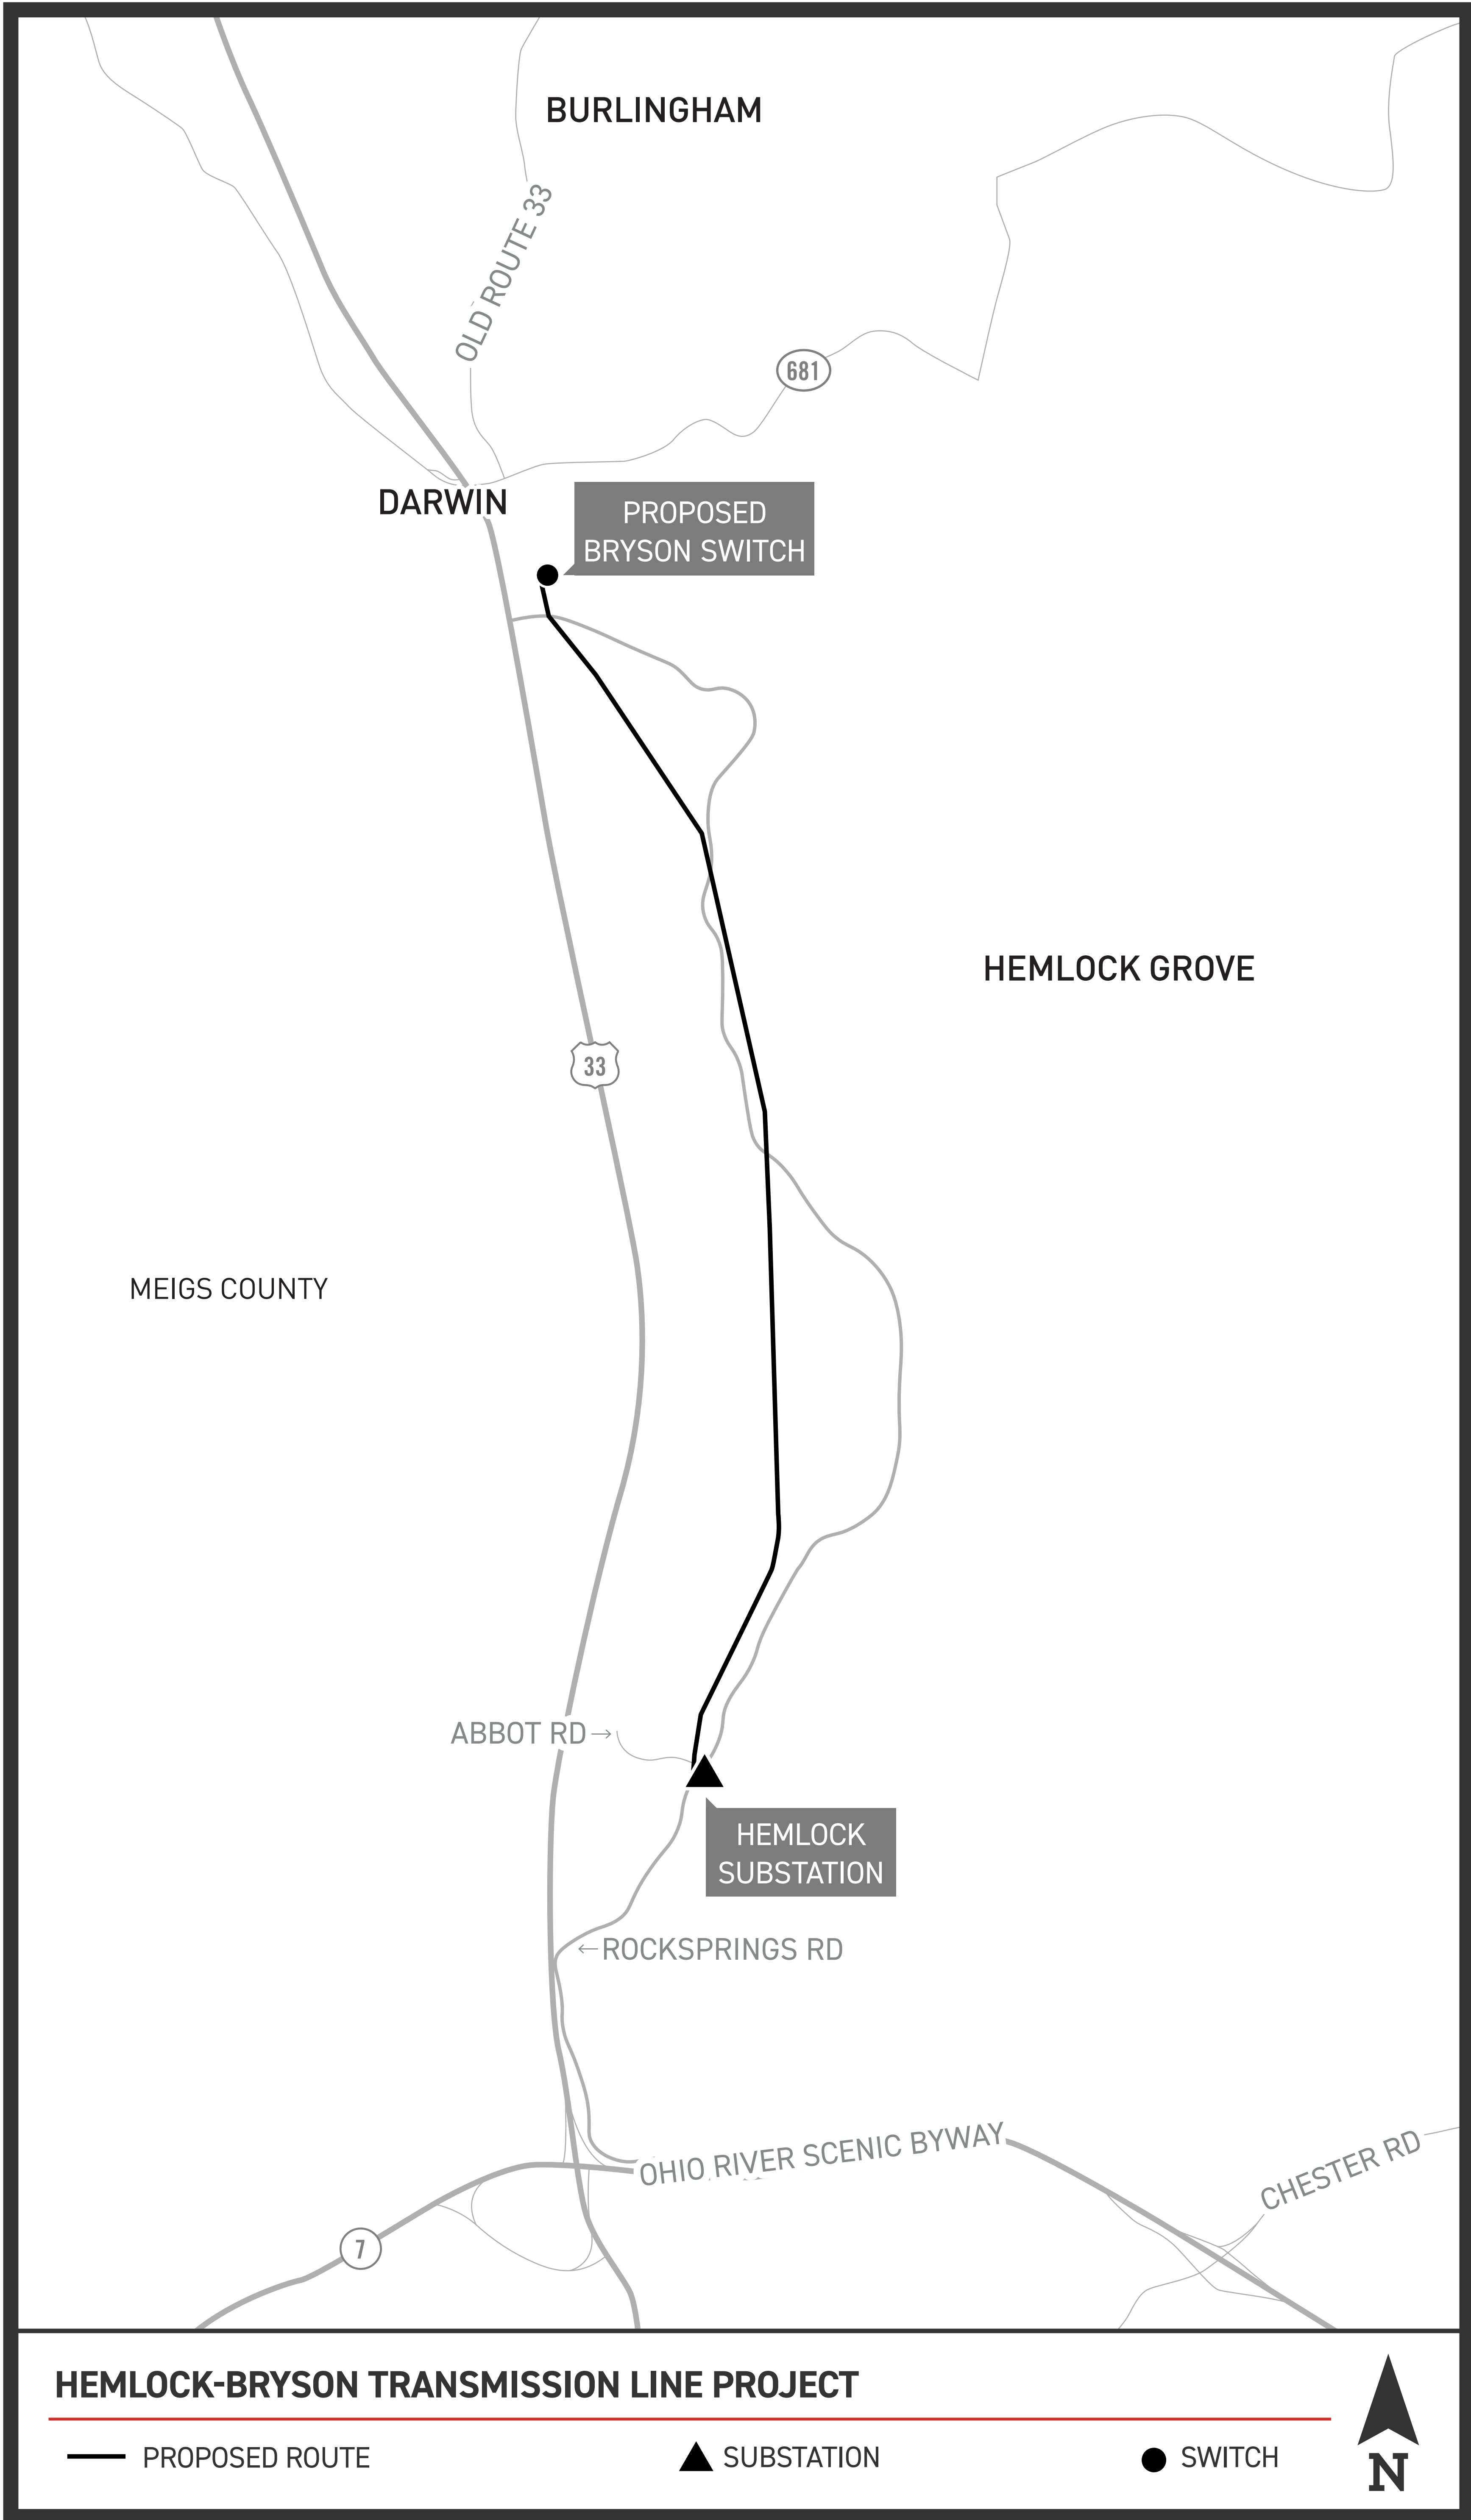 BURLINGHAM
OLD ROUTE 33
681
DARWIN
PROPOSED
BRYSON SWITCH
HEMLOCK GROVE
33
MEIGS COUNTY
ABBOT RD →
HEMLOCK
SUBSTATION
← ROCKSPRINGS RD
OHIO RIVER SCENIC BYWAY
CHESTER RD
7
HEMLOCK-BRYSON TRANSMISSION LINE PROJECT
PROPOSED ROUTE
SUBSTATION
SWITCH
N